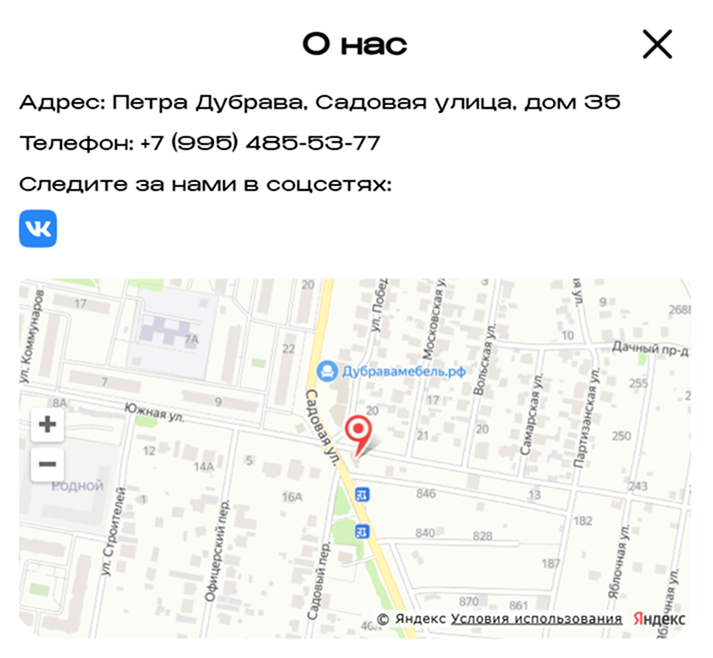 О нас
Адрес: Петра Дубрава, Садовая улица, дом 35
Телефон: +7 (995) 485-53-77
Следите за нами в соцсетях:
VK
20
17
9
268
ул. Коммунаров
ул. Побед
Московская у
Вольская ул.
7А
10
22
Дачный пр-д
7
Дубравамебель.рф
255
8А
9
Южная ул.
Садовая ул.
20
17
Самарская ул.
Партизанская ул.
+
−
12
14А
5
21
20
250
Родной
1
16А
846
13
243
ул. Строителей
Офицерский пер.
Садовый пер.
840
828
182
187
Яблочная ул.
870
861
40А
© Яндекс Условия использования Яндекс